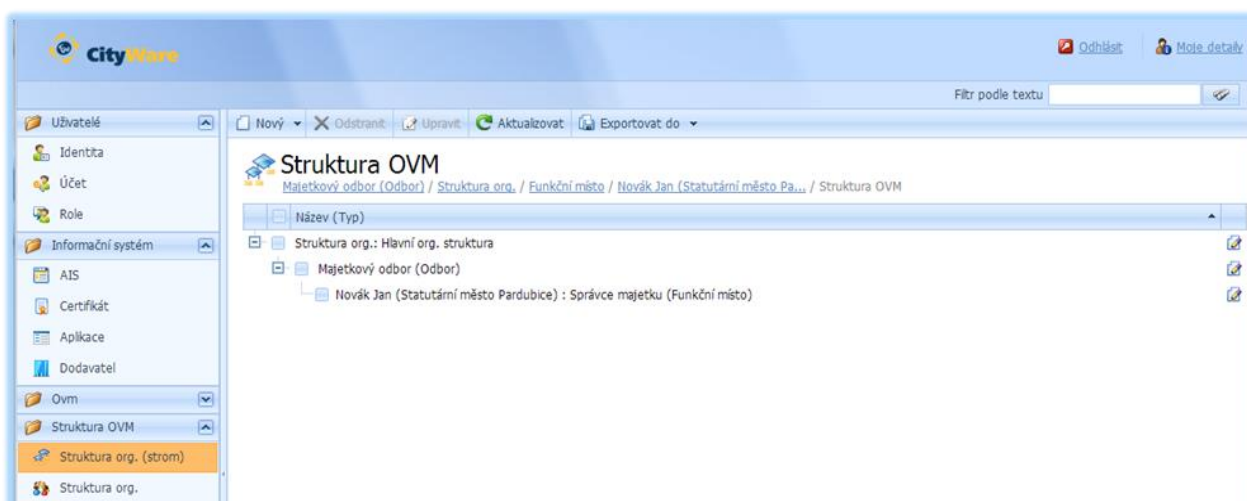 CityWare
Odhlásit
Moje detaily
Filtr podle textu
Uživatelé
Nový
Odstranit
Upravit
Aktualizovat
Exportovat do
Identita
Účet
Role
Informační systém
AIS
Certifikát
Aplikace
Dodavatel
Ovm
Struktura OVM
Struktura org. (strom)
Struktura org.
Struktura OVM
Majetkový odbor (Odbor) / Struktura org. / Funkční místo / Novák Jan (Statutární město Pa... / Struktura OVM
Název (Typ)
Struktura org.: Hlavní org. struktura
Majetkový odbor (Odbor)
Novák Jan (Statutární město Pardubice) : Správce majetku (Funkční místo)